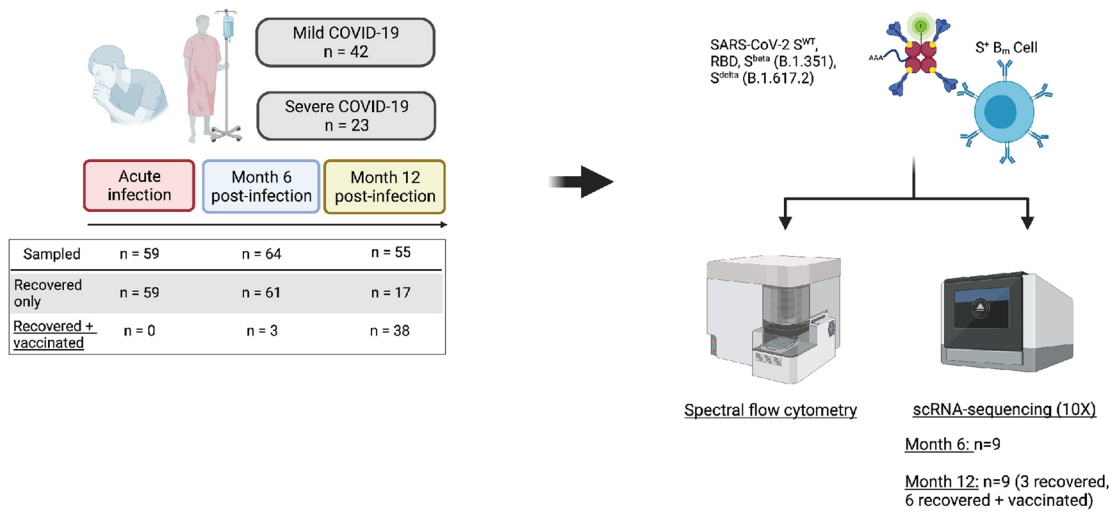 Mild COVID-19
n = 42
Severe COVID-19
n = 23
Acute
infection
Month 6
post-infection
Month 12
post-infection
Sampled n = 59 n = 64 n = 55
Recovered
only n = 59 n = 61 n = 17
Recovered +
vaccinated n = 0 n = 3 n = 38
SARS-CoV-2 S^WT,
RBD, S^beta (B.1.351),
S^delta (B.1.617.2)
AAA
S⁺ Bₘ Cell
Spectral flow cytometry
scRNA-sequencing (10X)
Month 6: n=9
Month 12: n=9 (3 recovered,
6 recovered + vaccinated)